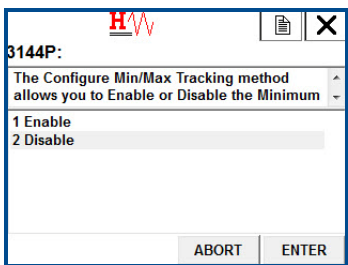 H
3144P:
The Configure Min/Max Tracking method
allows you to Enable or Disable the Minimum
1 Enable
2 Disable
ABORT
ENTER